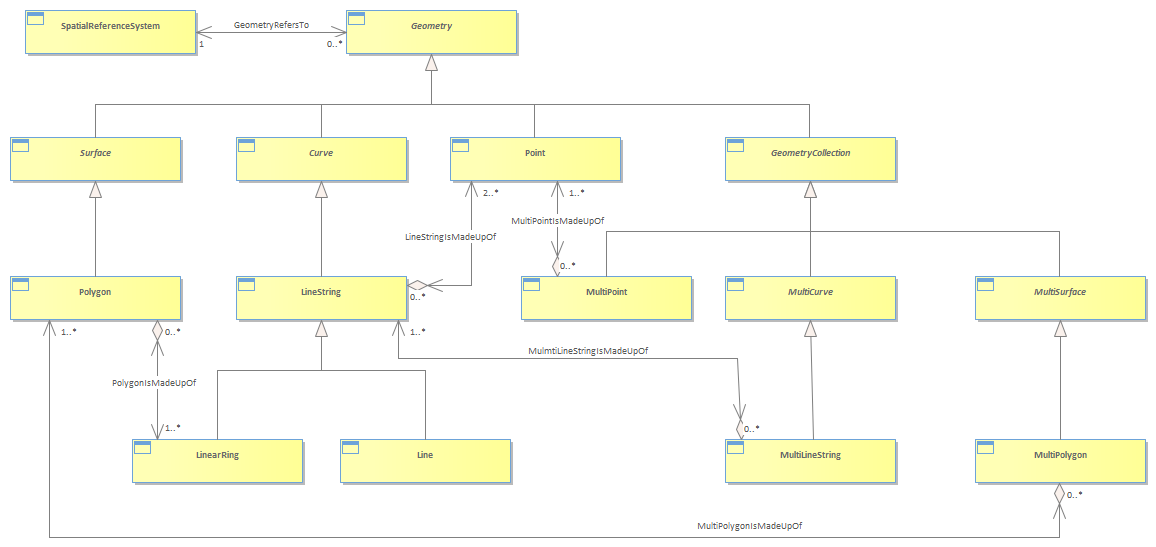 SpatialReferenceSystem
GeometryRefersTo
Geometry
1
0..*
Surface
Curve
Point
GeometryCollection
2..*
1..*
MultiPointIsMadeUpOf
LineStringIsMadeUpOf
0..*
0..*
Polygon
LineString
MultiPoint
MultiCurve
MultiSurface
1..*
0..*
1..*
MulmtiLineStringIsMadeUpOf
PolygonIsMadeUpOf
1..*
0..*
LinearRing
Line
MultiLineString
MultiPolygon
0..*
MultiPolygonIsMadeUpOf